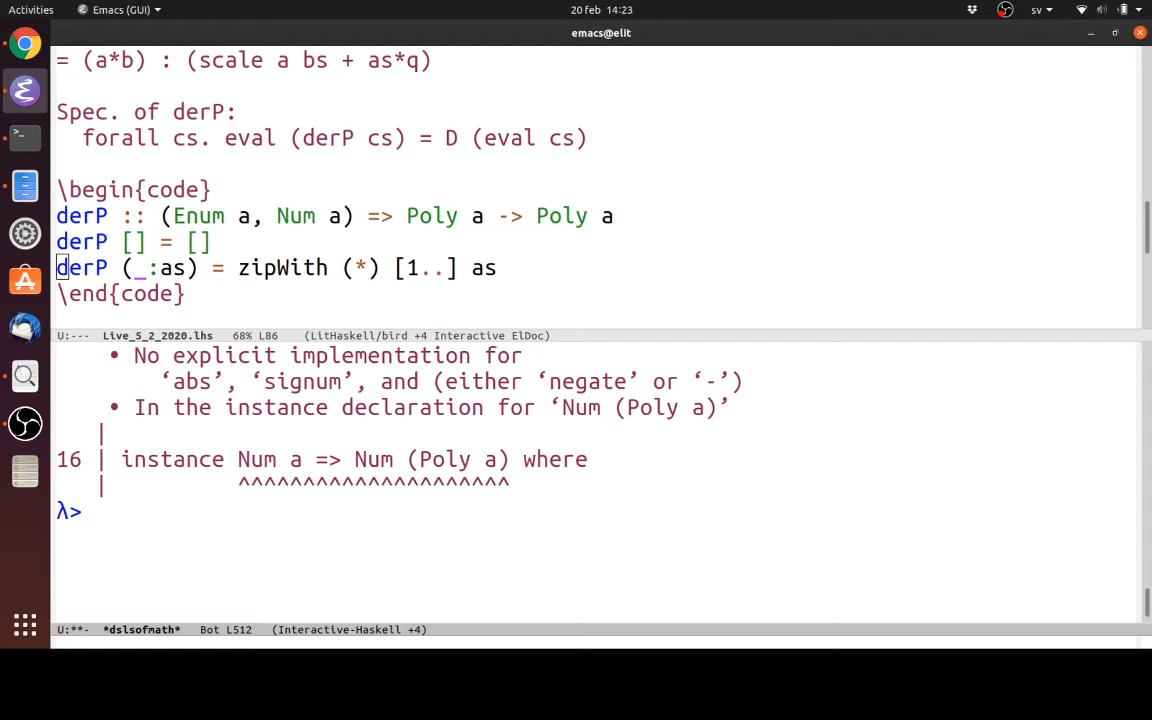 Activities Emacs (GUI) 20 feb 14:23 sv
emacs@elit
= (a*b) : (scale a bs + as*q)
Spec. of derP:
forall cs. eval (derP cs) = D (eval cs)
\begin{code}
derP :: (Enum a, Num a) => Poly a -> Poly a
derP [] = []
derP (_:as) = zipWith (*) [1..] as
\end{code}
U:--- Live_5_2_2020.lhs 68% L86 (LitHaskell/bird +4 Interactive ElDoc)
• No explicit implementation for
‘abs’, ‘signum’, and (either ‘negate’ or ‘-’)
• In the instance declaration for ‘Num (Poly a)’
|
16 | instance Num a => Num (Poly a) where
| ^^^^^^^^^^^^^^^^^^^^^
λ>
U:**- *dslsofmath* Bot L512 (Interactive-Haskell +4)